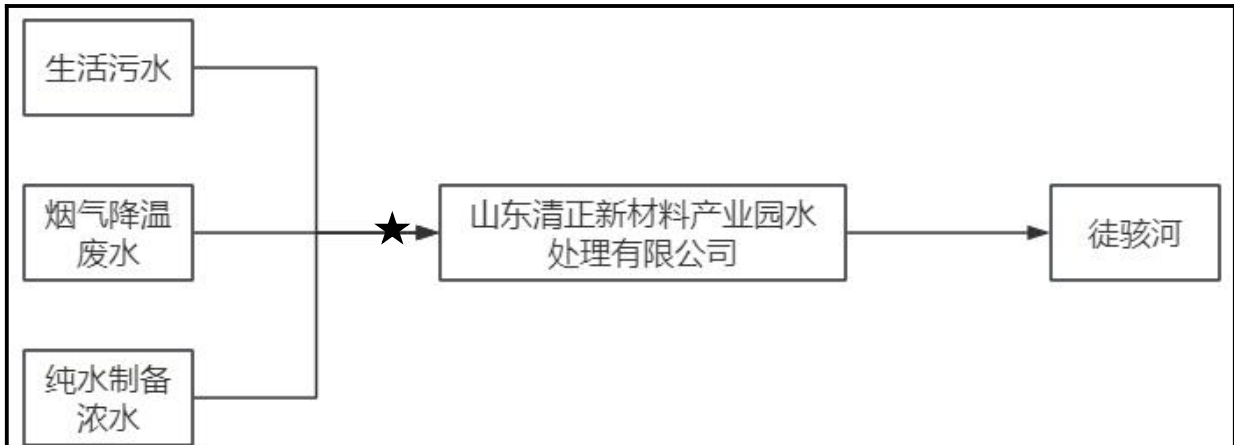 生活污水
烟气降温
废水
山东清正新材料产业园水
处理有限公司
徒骇河
纯水制备
浓水